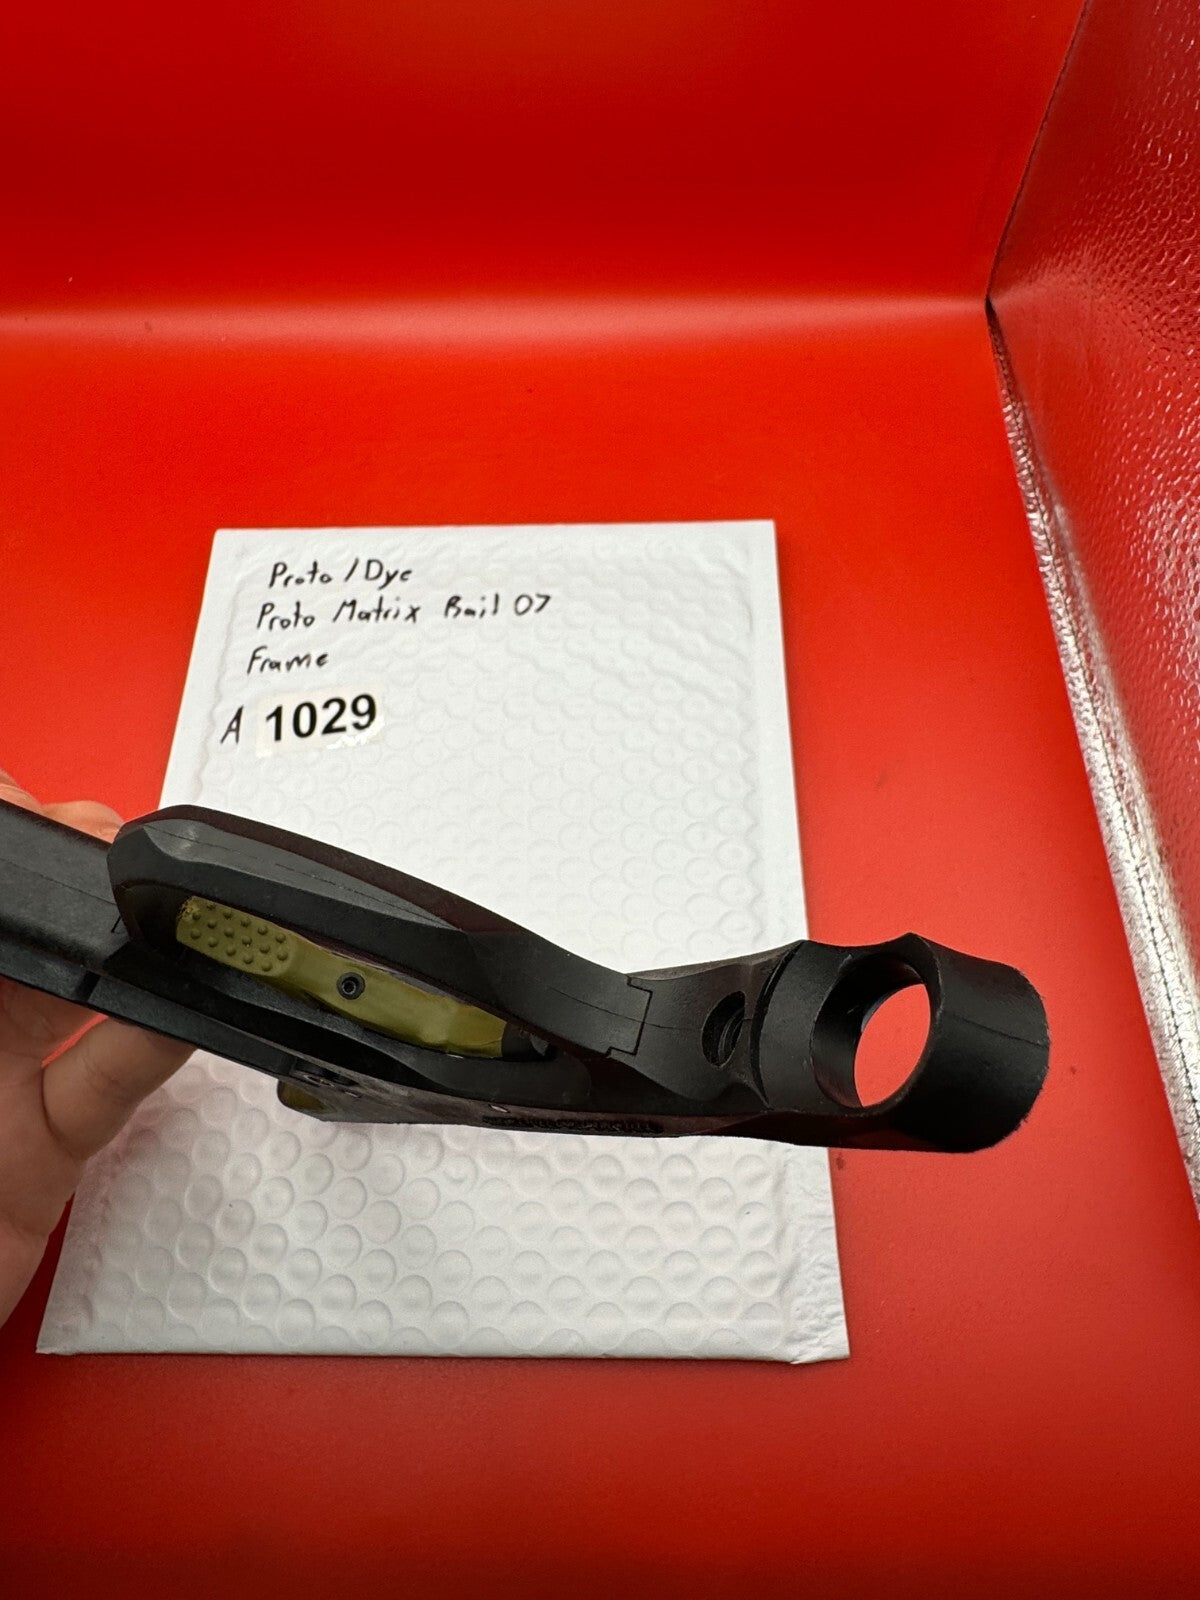 Proto / Dye
Proto Matrix Rail 07
Frame
A 1029